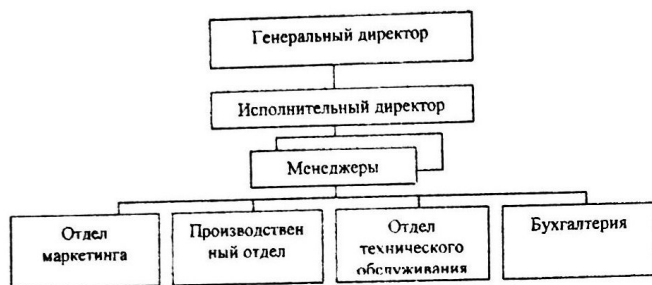 Генеральный директор
Исполнительный директор
Менеджеры
Отдел
маркетинга
Производствен
ный отдел
Отдел
технического
обслуживания
Бухгалтерия